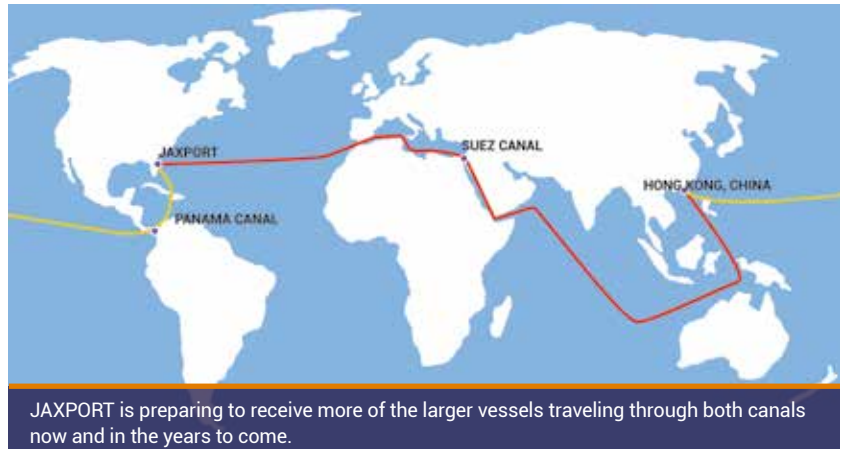 JAXPORT
SUEZ CANAL
HONG KONG, CHINA
PANAMA CANAL
JAXPORT is preparing to receive more of the larger vessels traveling through both canals
now and in the years to come.